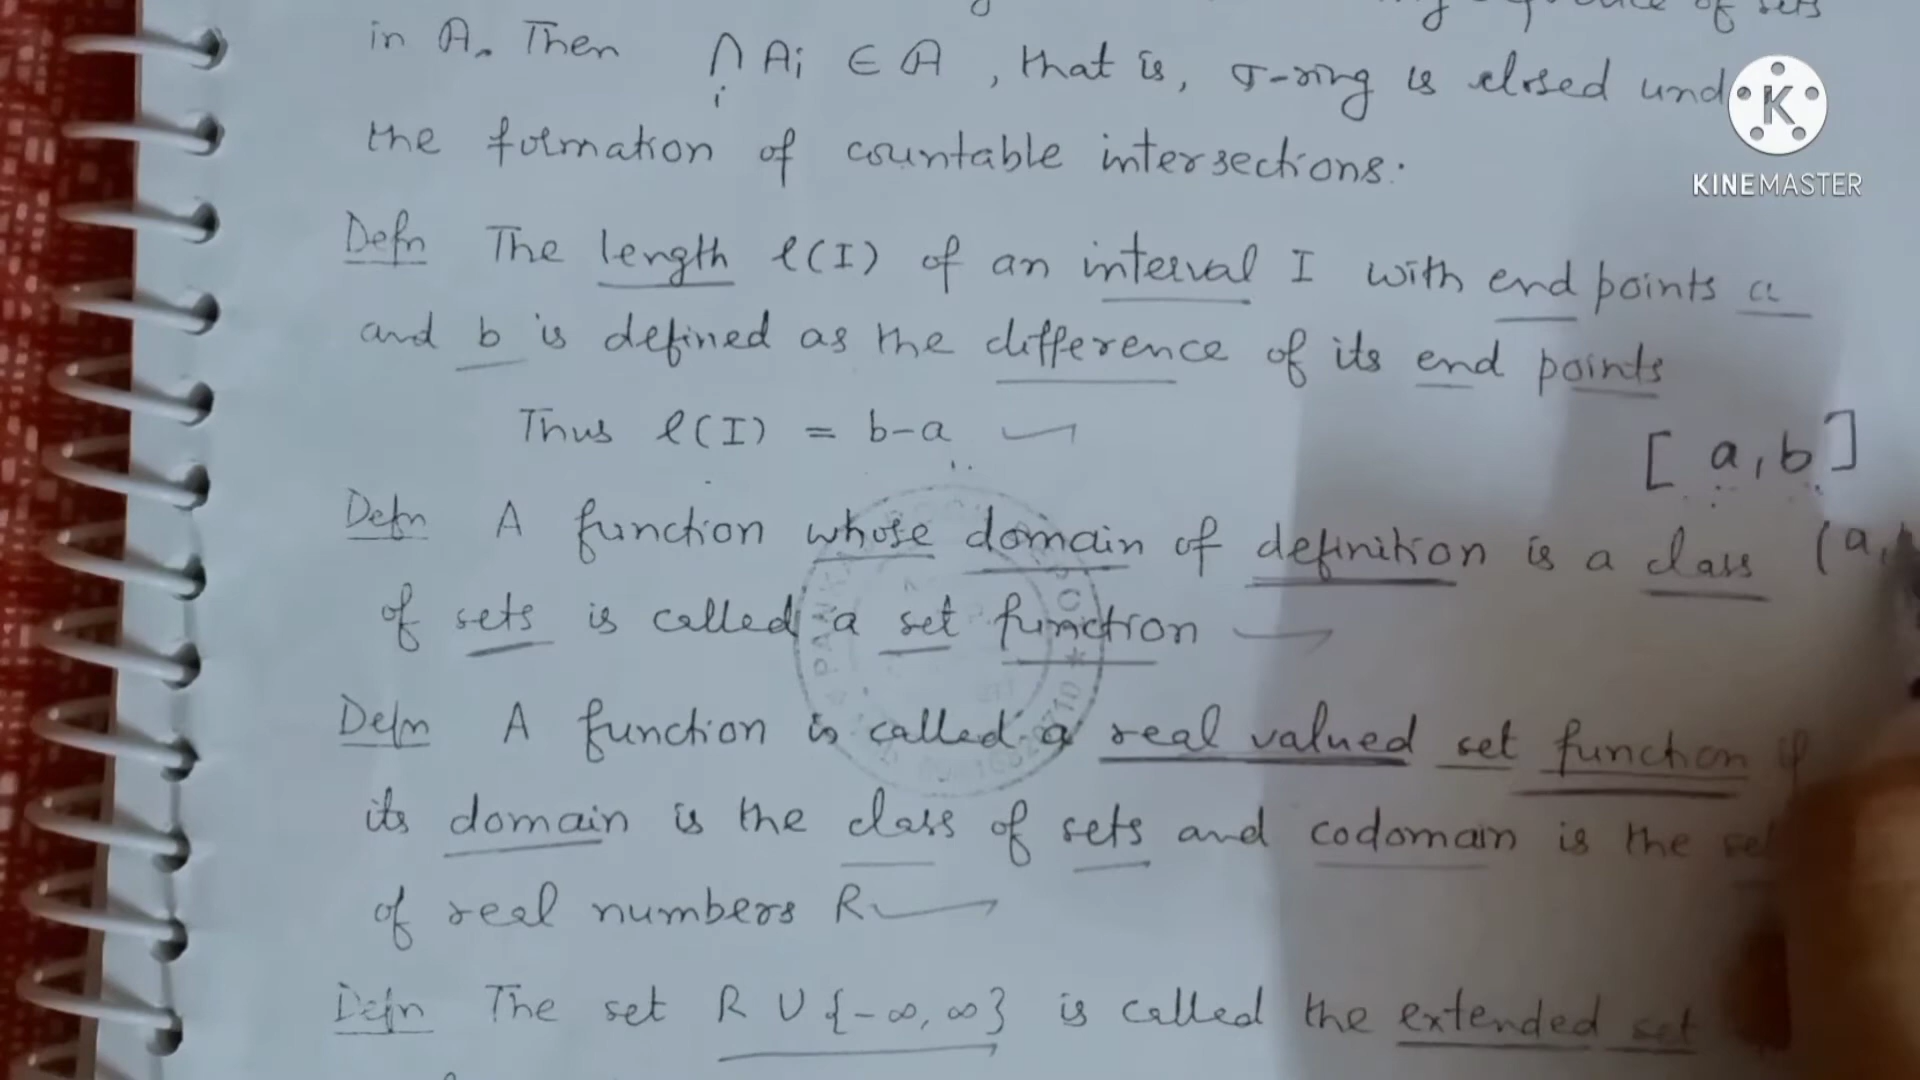 of sets
in A. Then ∩ Ai ∈ A, that is, σ-ring is closed und
i
K
KINEMASTER
the formation of countable intersections.
Defn The length l(I) of an interval I with end points a
and b is defined as the difference of its end points
Thus l(I) = b-a
[a, b]
Defn A function whose domain of definition is a class
(a,
of sets is called a set function
Defn A function is called a real valued set function if
its domain is the class of sets and codomain is the set
of real numbers R
Defn The set R ∪ {-∞, ∞} is called the extended set